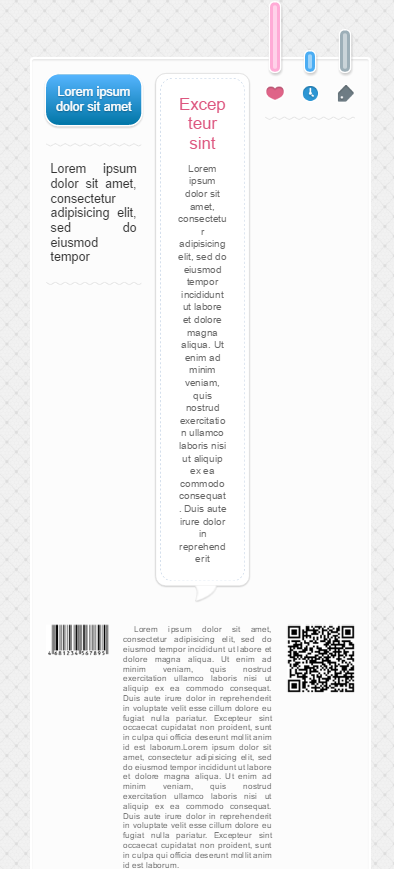 Lorem ipsum
dolor sit amet
Lorem ipsum
dolor sit amet,
consectetur
adipisicing elit,
sed do
eiusmod
tempor
Excep
teur
sint
Lorem
ipsum
dolor sit
amet,
consectetu
r
adipisicing
elit, sed do
eiusmod
tempor
incididunt
ut labore
et dolore
magna
aliqua. Ut
enim ad
minim
veniam,
quis
nostrud
exercitatio
n ullamco
laboris nisi
ut aliquip
ex ea
commodo
consequat
. Duis aute
irure dolor
in
reprehend
erit
4 681234 567895
Lorem ipsum dolor sit amet,
consectetur adipisicing elit, sed do
eiusmod tempor incididunt ut labore et
dolore magna aliqua. Ut enim ad
minim veniam, quis nostrud
exercitation ullamco laboris nisi ut
aliquip ex ea commodo consequat.
Duis aute irure dolor in reprehenderit
in voluptate velit esse cillum dolore eu
fugiat nulla pariatur. Excepteur sint
occaecat cupidatat non proident, sunt
in culpa qui officia deserunt mollit anim
id est laborum.Lorem ipsum dolor sit
amet, consectetur adipisicing elit, sed
do eiusmod tempor incididunt ut labore
et dolore magna aliqua. Ut enim ad
minim veniam, quis nostrud
exercitation ullamco laboris nisi ut
aliquip ex ea commodo consequat.
Duis aute irure dolor in reprehenderit
in voluptate velit esse cillum dolore eu
fugiat nulla pariatur. Excepteur sint
occaecat cupidatat non proident, sunt
in culpa qui officia deserunt mollit anim
id est laborum.